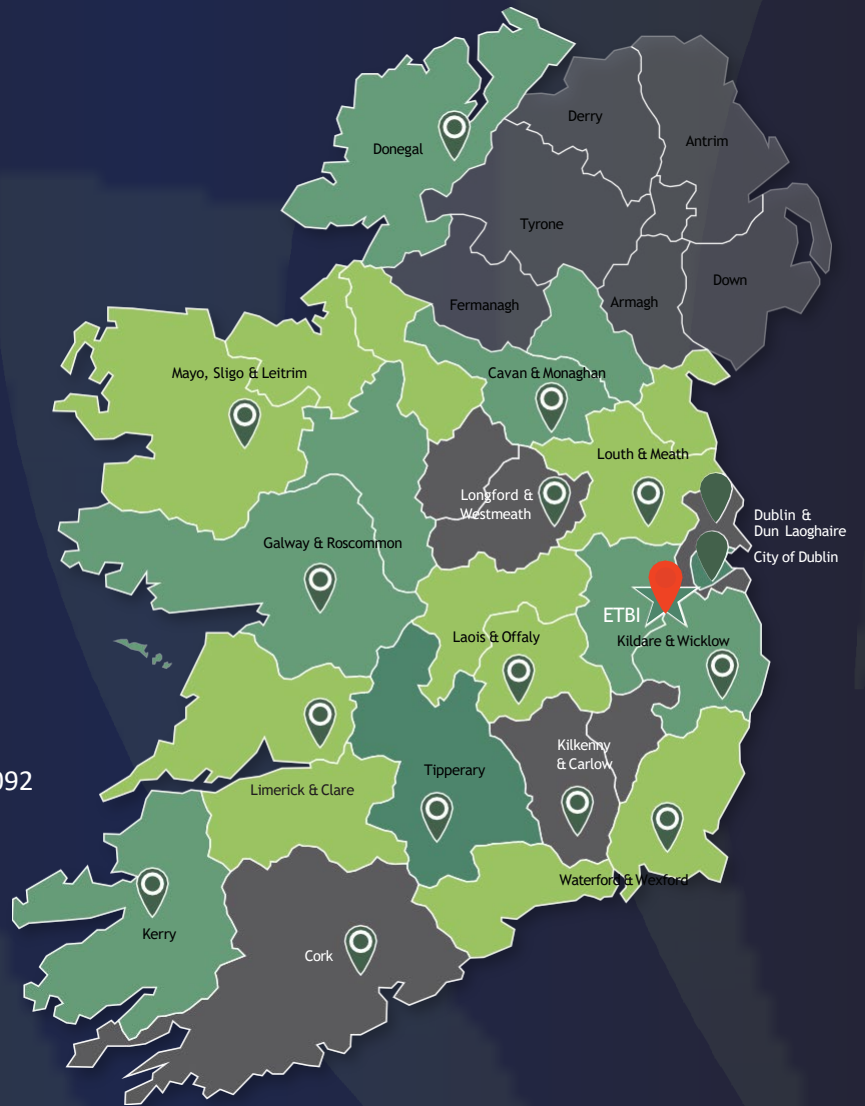 Derry
Antrim
Donegal
Tyrone
Down
Fermanagh
Armagh
Mayo, Sligo & Leitrim
Cavan & Monaghan
Louth & Meath
Longford &
Westmeath
Dublin &
Dun Laoghaire
City of Dublin
Galway & Roscommon
ETBI
Laois & Offaly
Kildare & Wicklow
Kilkenny
& Carlow
Tipperary
092
Limerick & Clare
Waterford & Wexford
Kerry
Cork